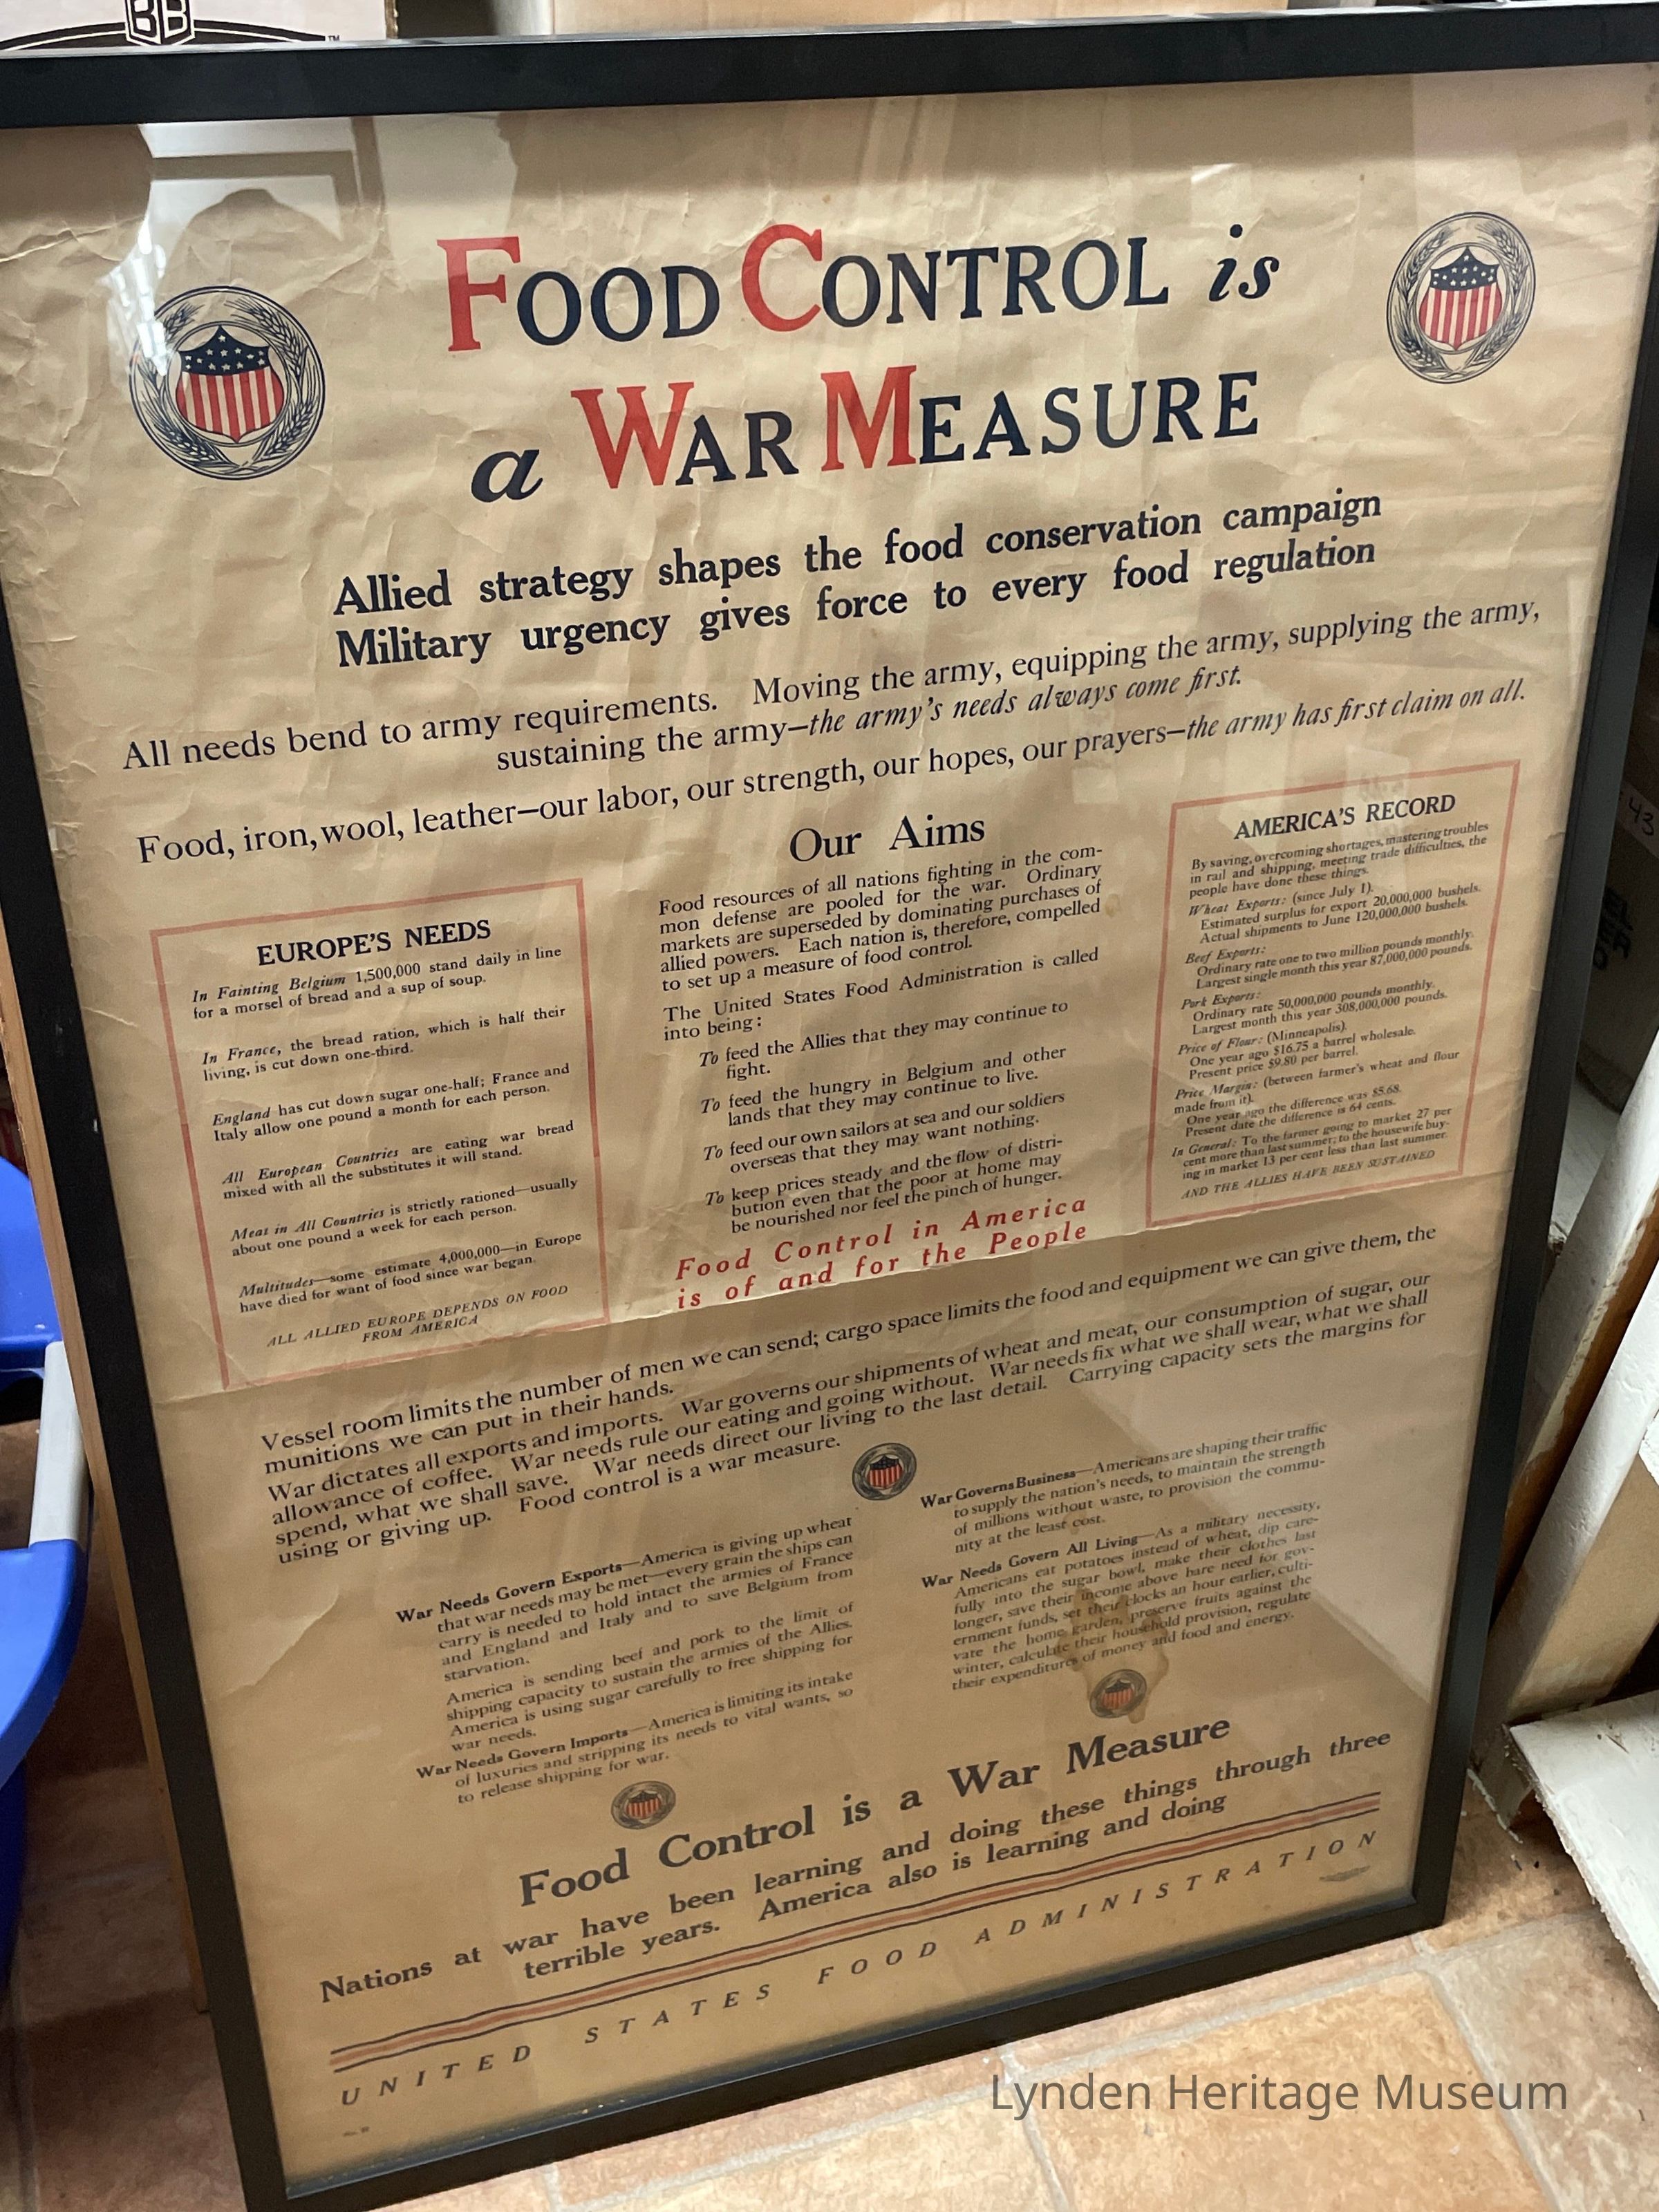 BB
TM
FOOD CONTROL is
a WAR MEASURE
Allied strategy shapes the food conservation campaign
Military urgency gives force to every food regulation
All needs bend to army requirements. Moving the army, equipping the army, supplying the army,
sustaining the army—the army's needs always come first.
Food, iron, wool, leather—our labor, our strength, our hopes, our prayers—the army has first claim on all.
EUROPE'S NEEDS
In Fainting Belgium 1,500,000 stand daily in line
for a morsel of bread and a sup of soup.
In France, the bread ration, which is half their
living, is cut down one-third.
England has cut down sugar one-half; France and
Italy allow one pound a month for each person.
All European Countries are eating war bread
mixed with all the substitutes it will stand.
Meat in All Countries is strictly rationed—usually
about one pound a week for each person.
Multitudes—some estimate 4,000,000—in Europe
have died for want of food since war began.
ALL ALLIED EUROPE DEPENDS ON FOOD
FROM AMERICA
Our Aims
Food resources of all nations fighting in the com-
mon defense are pooled for the war. Ordinary
markets are superseded by dominating purchases of
allied powers. Each nation is, therefore, compelled
to set up a measure of food control.
The United States Food Administration is called
into being:
To feed the Allies that they may continue to
fight.
To feed the hungry in Belgium and other
lands that they may continue to live.
To feed our own sailors at sea and our soldiers
overseas that they may want nothing.
To keep prices steady and the flow of distri-
bution even that the poor at home may
be nourished nor feel the pinch of hunger.
Food Control in America
is of and for the People
AMERICA'S RECORD
By saving, overcoming shortages, mastering troubles
in rail and shipping, meeting trade difficulties, the
people have done these things.
Wheat Exports: (since July 1).
Estimated surplus for export 20,000,000 bushels.
Actual shipments to June 120,000,000 bushels.
Beef Exports:
Ordinary rate one to two million pounds monthly.
Largest single month this year 87,000,000 pounds.
Pork Exports:
Ordinary rate 50,000,000 pounds monthly.
Largest month this year 308,000,000 pounds.
Price of Flour: (Minneapolis).
One year ago $16.75 a barrel wholesale.
Present price $9.80 per barrel.
Price Margin: (between farmer's wheat and flour
made from it).
One year ago the difference was $5.68.
Present date the difference is 64 cents.
In General: To the farmer going to market 27 per
cent more than last summer; to the housewife buy-
ing in market 13 per cent less than last summer.
AND THE ALLIES HAVE BEEN SUSTAINED
Vessel room limits the number of men we can send; cargo space limits the food and equipment we can give them, the
munitions we can put in their hands.
War dictates all exports and imports. War governs our shipments of wheat and meat, our consumption of sugar, our
allowance of coffee. War needs rule our eating and going without. War needs fix what we shall wear, what we shall
spend, what we shall save. War needs direct our living to the last detail. Carrying capacity sets the margins for
using or giving up. Food control is a war measure.
War Needs Govern Exports—America is giving up wheat
that war needs may be met—every grain the ships can
carry is needed to hold intact the armies of France
and England and Italy and to save Belgium from
starvation.
America is sending beef and pork to the limit of
shipping capacity to sustain the armies of the Allies.
America is using sugar carefully to free shipping for
war needs.
War Needs Govern Imports—America is limiting its intake
of luxuries and stripping its needs to vital wants, so
to release shipping for war.
War Governs Business—Americans are shaping their traffic
to supply the nation's needs, to maintain the strength
of millions without waste, to provision the commu-
nity at the least cost.
War Needs Govern All Living—As a military necessity,
Americans eat potatoes instead of wheat, dip care-
fully into the sugar bowl, make their clothes last
longer, save their income above bare need for gov-
ernment funds, set their clocks an hour earlier, culti-
vate the home garden, preserve fruits against the
winter, calculate their household provision, regulate
their expenditures of money and food and energy.
Food Control is a War Measure
Nations at war have been learning and doing these things through three
terrible years. America also is learning and doing
UNITED STATES FOOD ADMINISTRATION
43
Lynden Heritage Museum